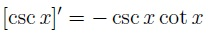 [csc x]′ = − csc x cot x